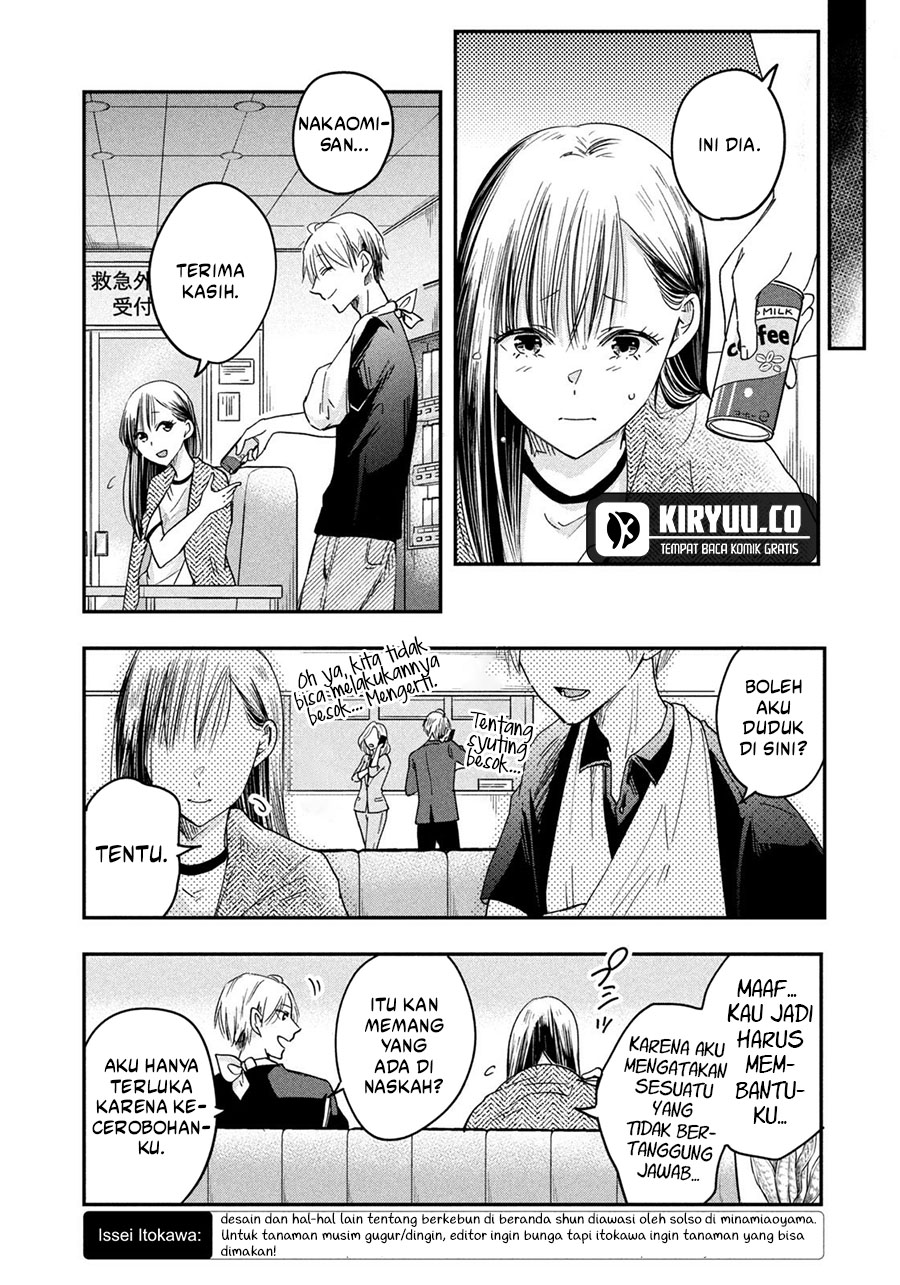 INI DIA.
MILK
coffee
NAKAOMI-
SAN...
TERIMA
KASIH.
救急外
受付
KIRYUU.CO
TEMPAT BACA KOMIK GRATIS
BOLEH
AKU
DUDUK
DI SINI?
Tentang
syuting
besok...
Oh ya, kita tidak
bisa melakukannya
besok... Mengerti.
TENTU.
MAAF...
KAU JADI
HARUS
MEM-
BANTU-
KU...
KARENA AKU
MENGATAKAN
SESUATU
YANG
TIDAK BER-
TANGGUNG
JAWAB...
ITU KAN
MEMANG
YANG
ADA DI
NASKAH?
AKU HANYA
TERLUKA
KARENA KE-
CEROBOHAN-
KU.
Issei Itokawa:
desain dan hal-hal lain tentang berkebun di beranda shun diawasi oleh solso di minamiaoyama.
Untuk tanaman musim gugur/dingin, editor ingin bunga tapi itokawa ingin tanaman yang bisa
dimakan!